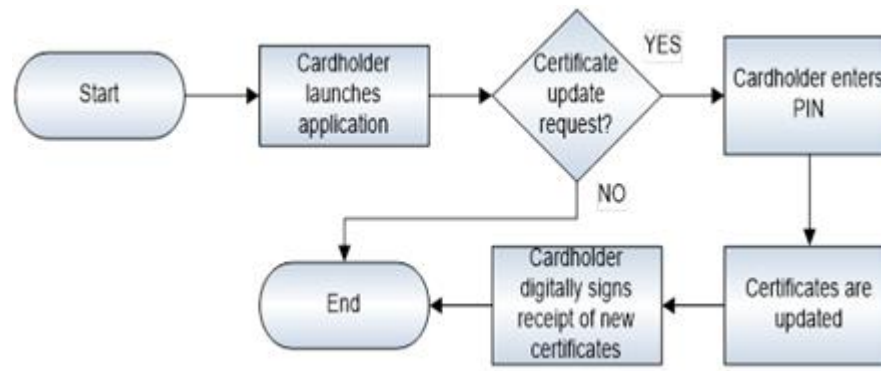 Start
Cardholder
launches
application
Certificate
update
request?
YES
Cardholder enters
PIN
NO
End
Cardholder
digitally signs
receipt of new
certificates
Certificates are
updated